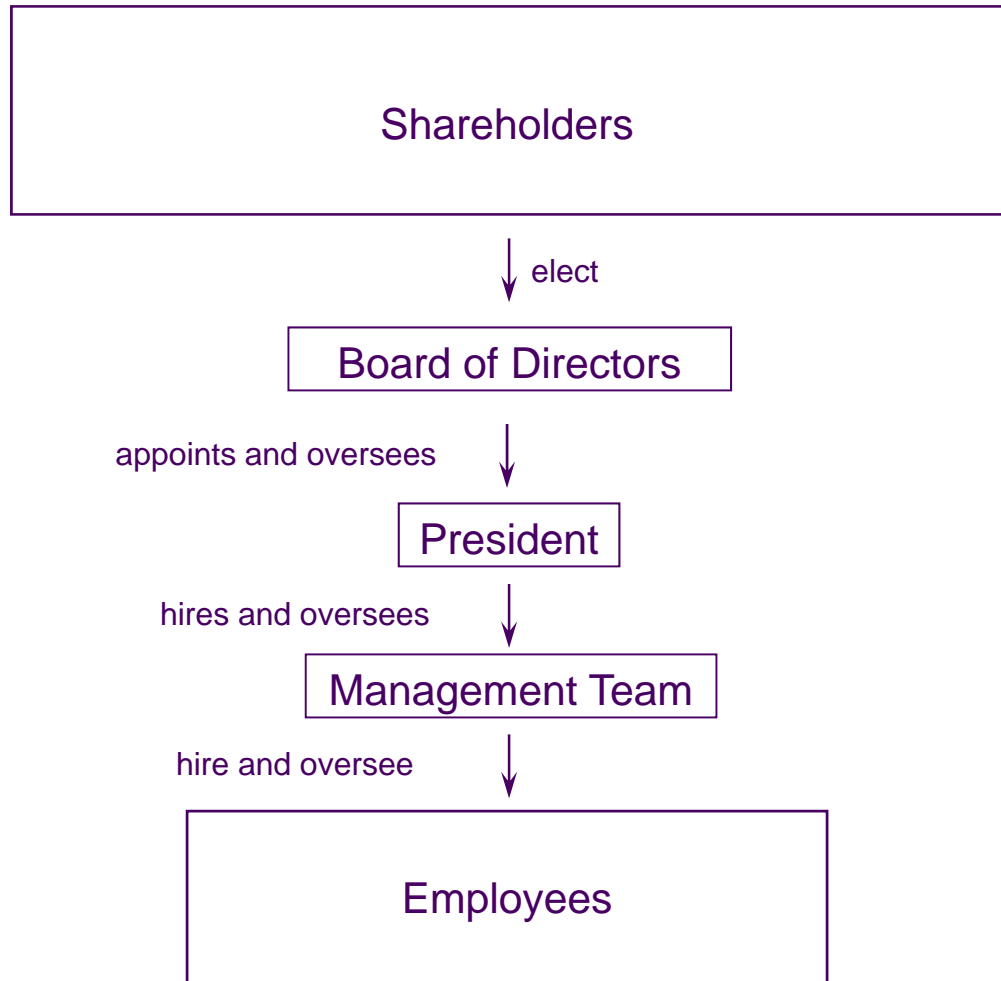 Shareholders
elect
Board of Directors
appoints and oversees
President
hires and oversees
Management Team
hire and oversee
Employees